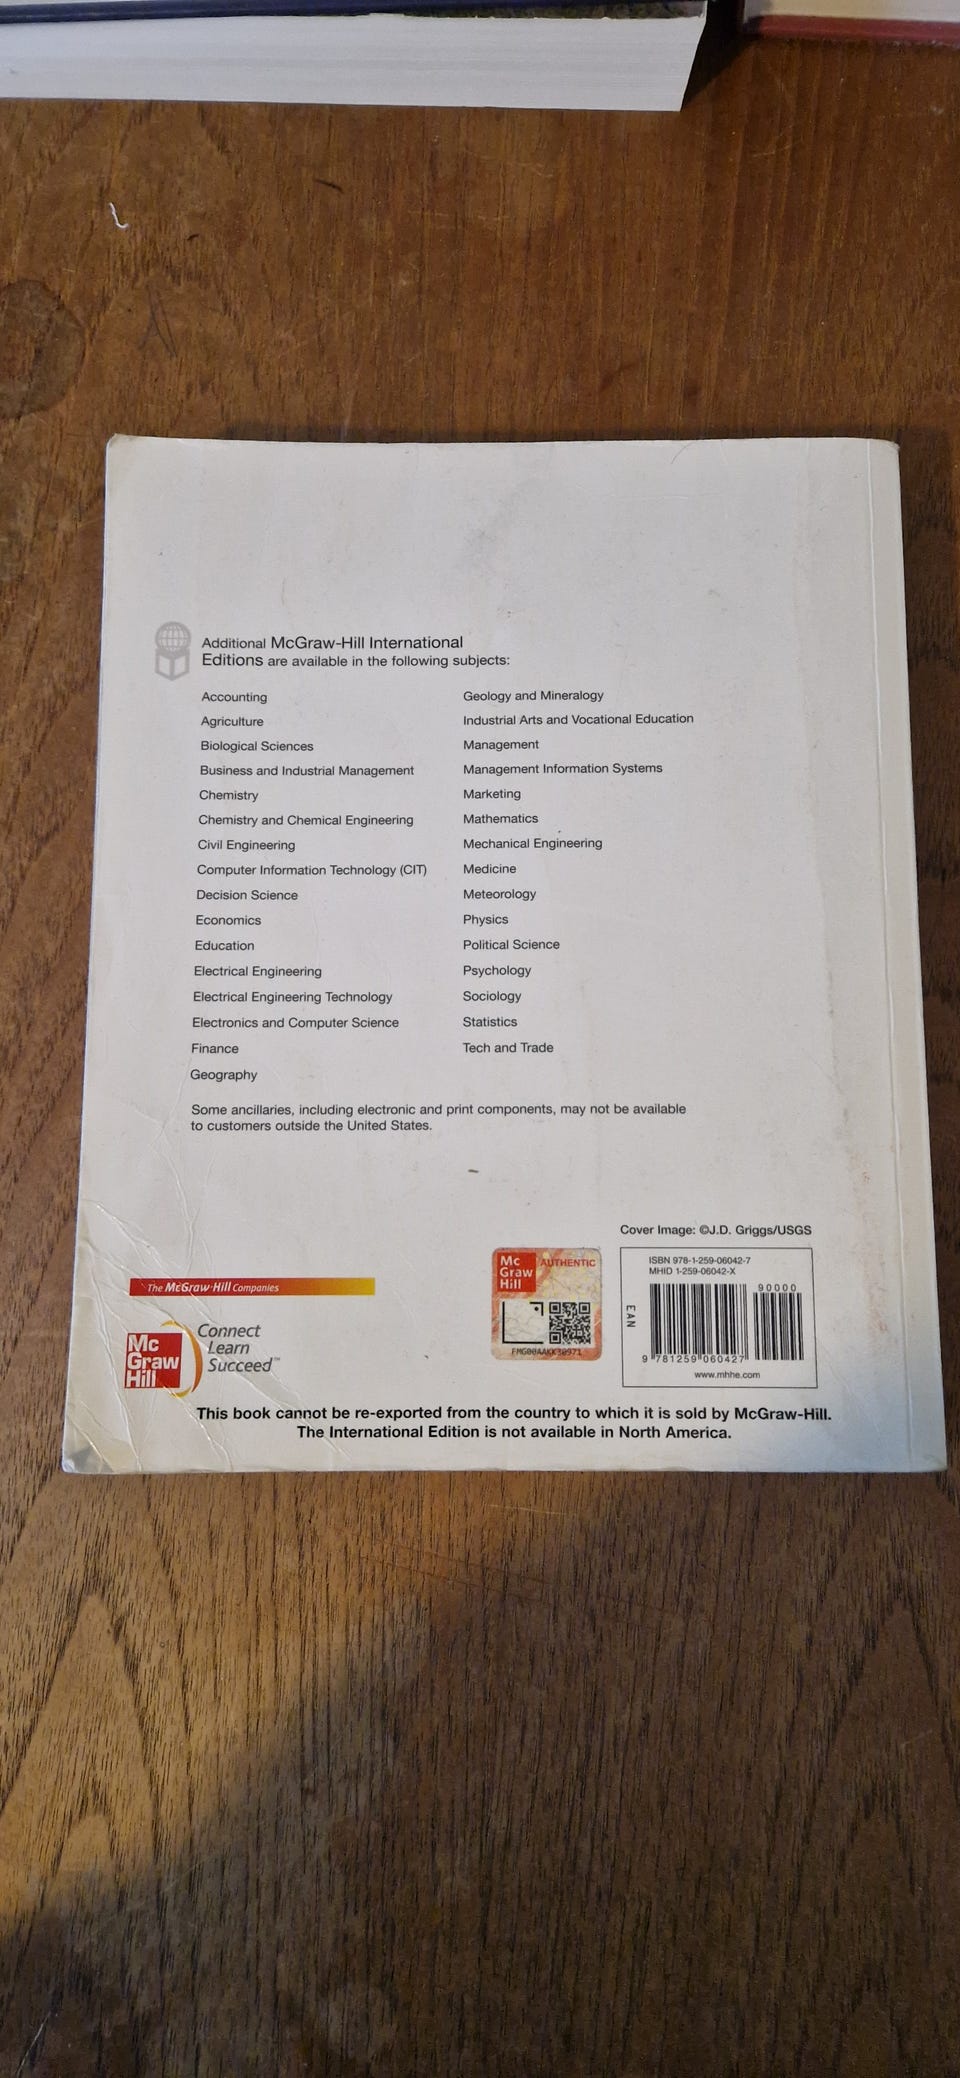 Additional McGraw-Hill International
Editions are available in the following subjects:
Accounting
Agriculture
Biological Sciences
Business and Industrial Management
Chemistry
Chemistry and Chemical Engineering
Civil Engineering
Computer Information Technology (CIT)
Decision Science
Economics
Education
Electrical Engineering
Electrical Engineering Technology
Electronics and Computer Science
Finance
Geography
Geology and Mineralogy
Industrial Arts and Vocational Education
Management
Management Information Systems
Marketing
Mathematics
Mechanical Engineering
Medicine
Meteorology
Physics
Political Science
Psychology
Sociology
Statistics
Tech and Trade
Some ancillaries, including electronic and print components, may not be available
to customers outside the United States.
The McGraw-Hill Companies
Mc
Graw
Hill
Connect
Learn
Succeed™
Mc
Graw
Hill
AUTHENTIC
FMG00AAKK30971
Cover Image: ©J.D. Griggs/USGS
ISBN 978-1-259-06042-7
MHID 1-259-06042-X
90000
EAN
9 781259 060427
www.mhhe.com
This book cannot be re-exported from the country to which it is sold by McGraw-Hill.
The International Edition is not available in North America.